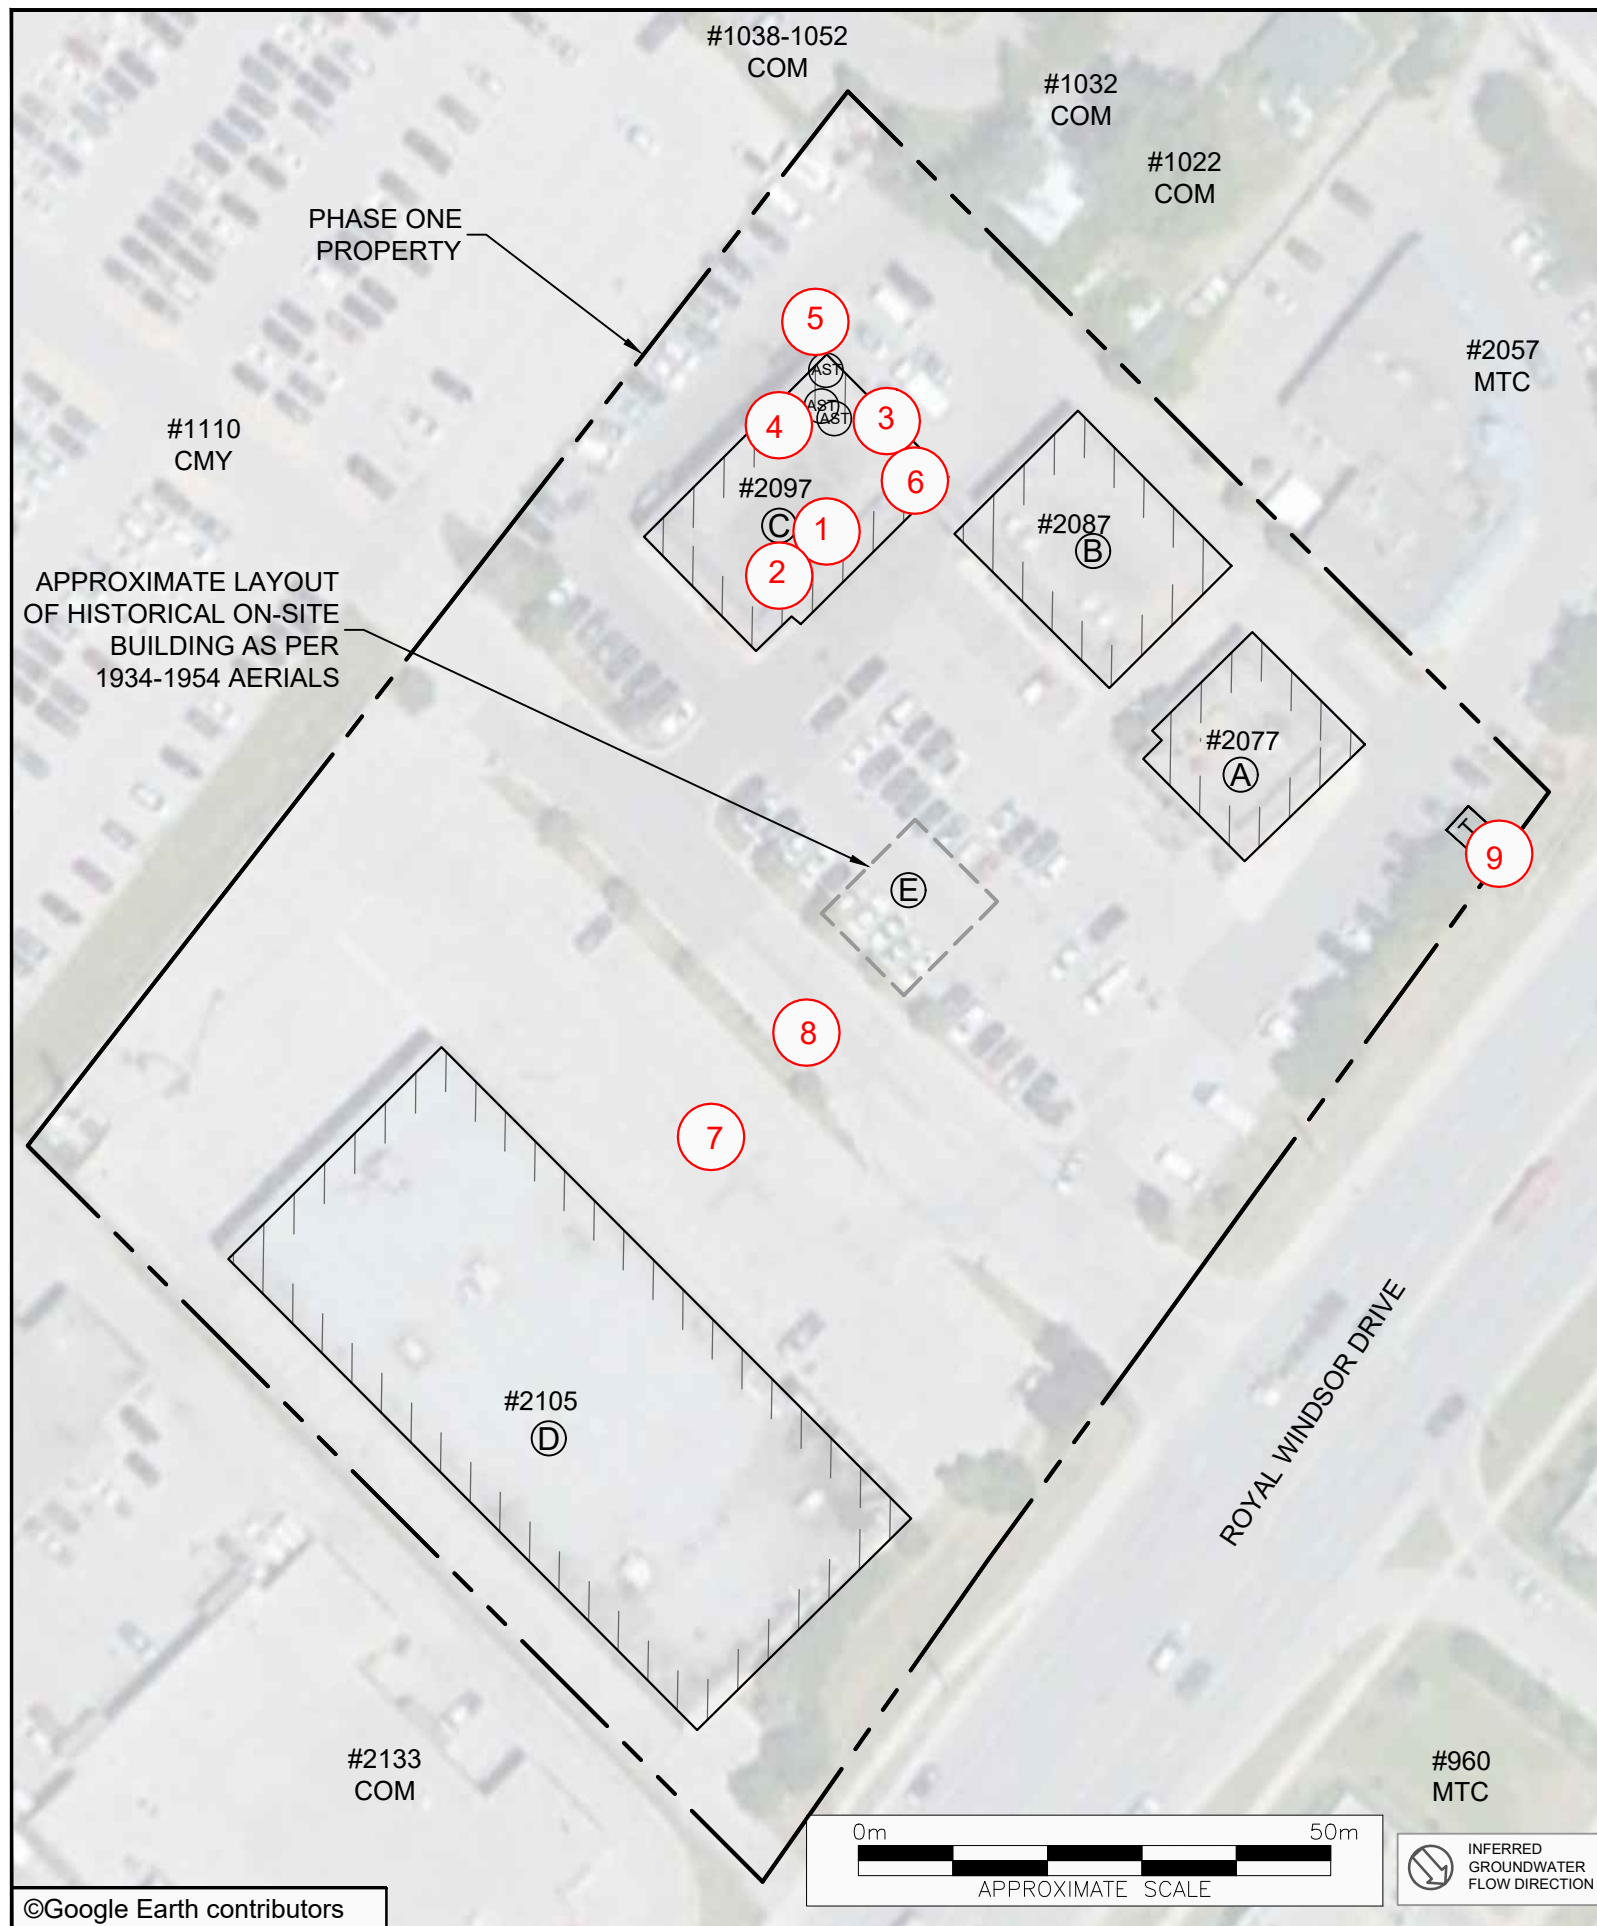 #1038-1052
COM
#1032
COM
#1022
COM
PHASE ONE
PROPERTY
5
#2057
MTC
AST
AST
AST
#1110
CMY
4
3
6
#2097
C
1
2
#2087
B
APPROXIMATE LAYOUT
OF HISTORICAL ON-SITE
BUILDING AS PER
1934-1954 AERIALS
#2077
A
T
9
E
8
7
#2105
D
ROYAL WINDSOR DRIVE
#2133
COM
#960
MTC
0m
50m
APPROXIMATE SCALE
INFERRED
GROUNDWATER
FLOW DIRECTION
©Google Earth contributors